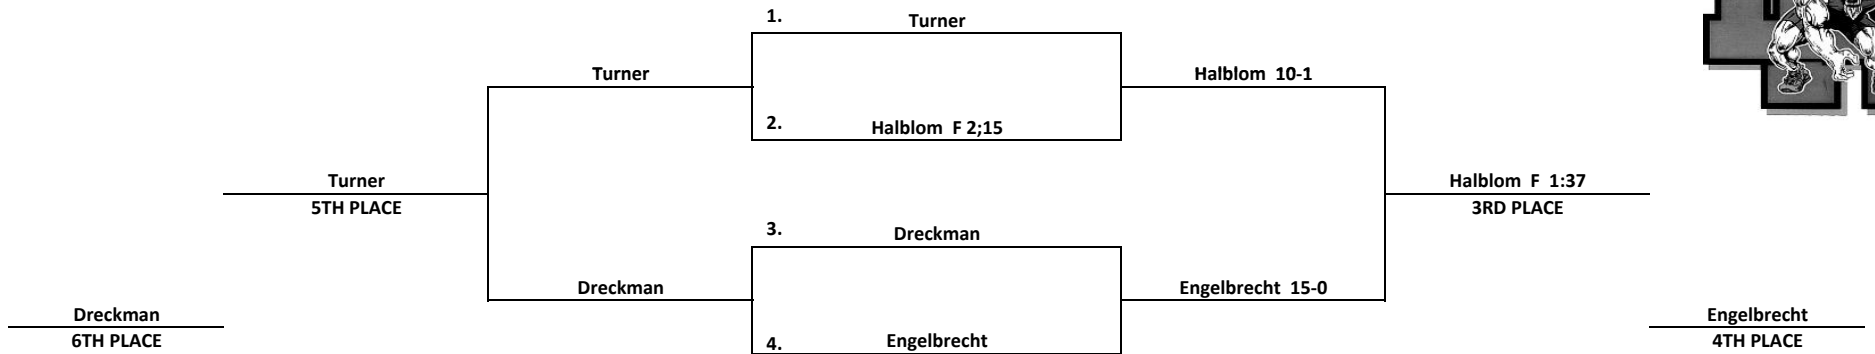 1.
Turner
Turner
Halblom 10-1
2.
Halblom F 2;15
Turner
5TH PLACE
Halblom F 1:37
3RD PLACE
3.
Dreckman
Dreckman
Engelbrecht 15-0
Dreckman
6TH PLACE
Engelbrecht
4TH PLACE
4.
Engelbrecht